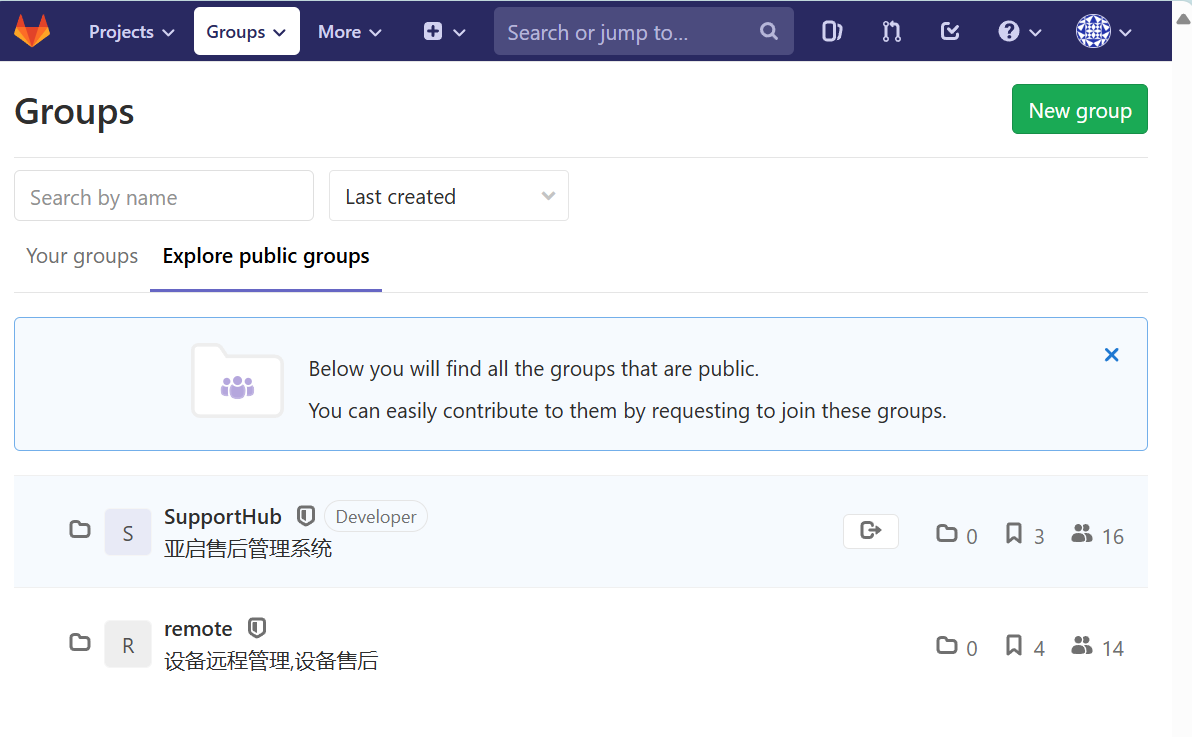 Projects Groups More Search or jump to...
Groups
New group
Search by name Last created
Your groups Explore public groups
Below you will find all the groups that are public.
You can easily contribute to them by requesting to join these groups.
S SupportHub Developer
亚启售后管理系统
0 3 16
R remote
设备远程管理,设备售后
0 4 14